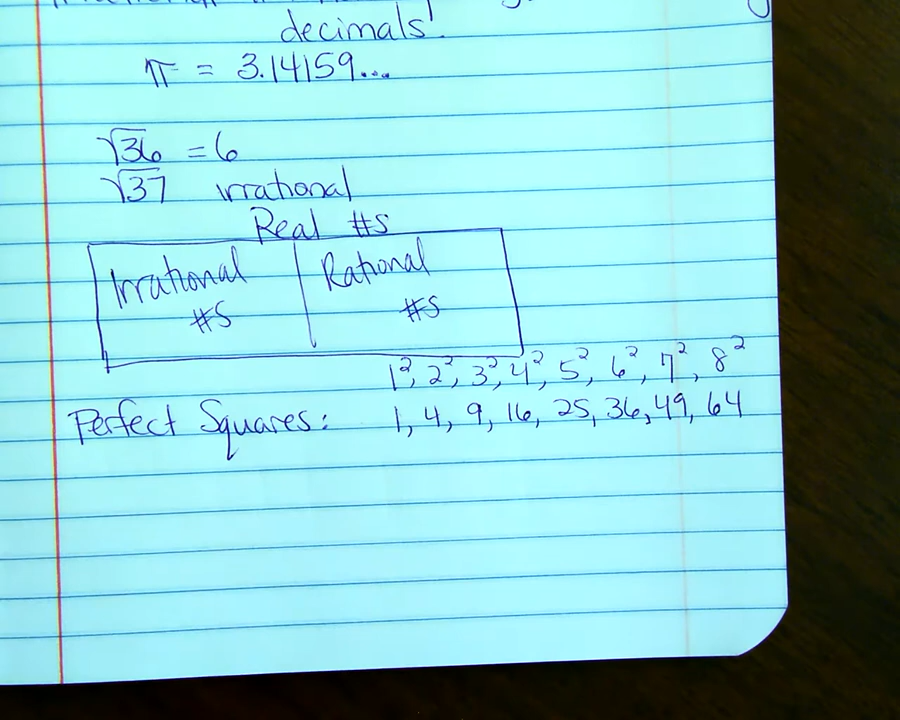 decimals!
π = 3.14159...
√36 = 6
√37 irrational
Real #s
Irrational Rational
#s #s
1², 2², 3², 4², 5², 6², 7², 8²
Perfect Squares: 1, 4, 9, 16, 25, 36, 49, 64